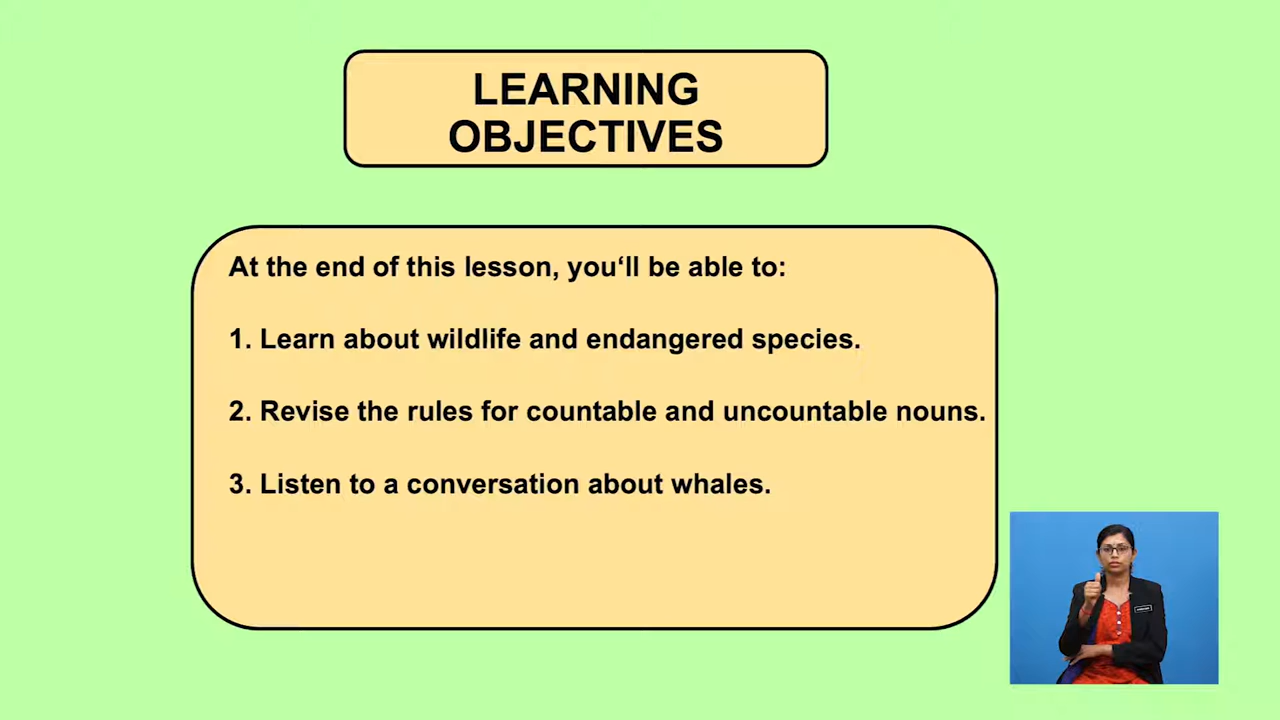 LEARNING
OBJECTIVES
At the end of this lesson, you‘ll be able to:
1. Learn about wildlife and endangered species.
2. Revise the rules for countable and uncountable nouns.
3. Listen to a conversation about whales.